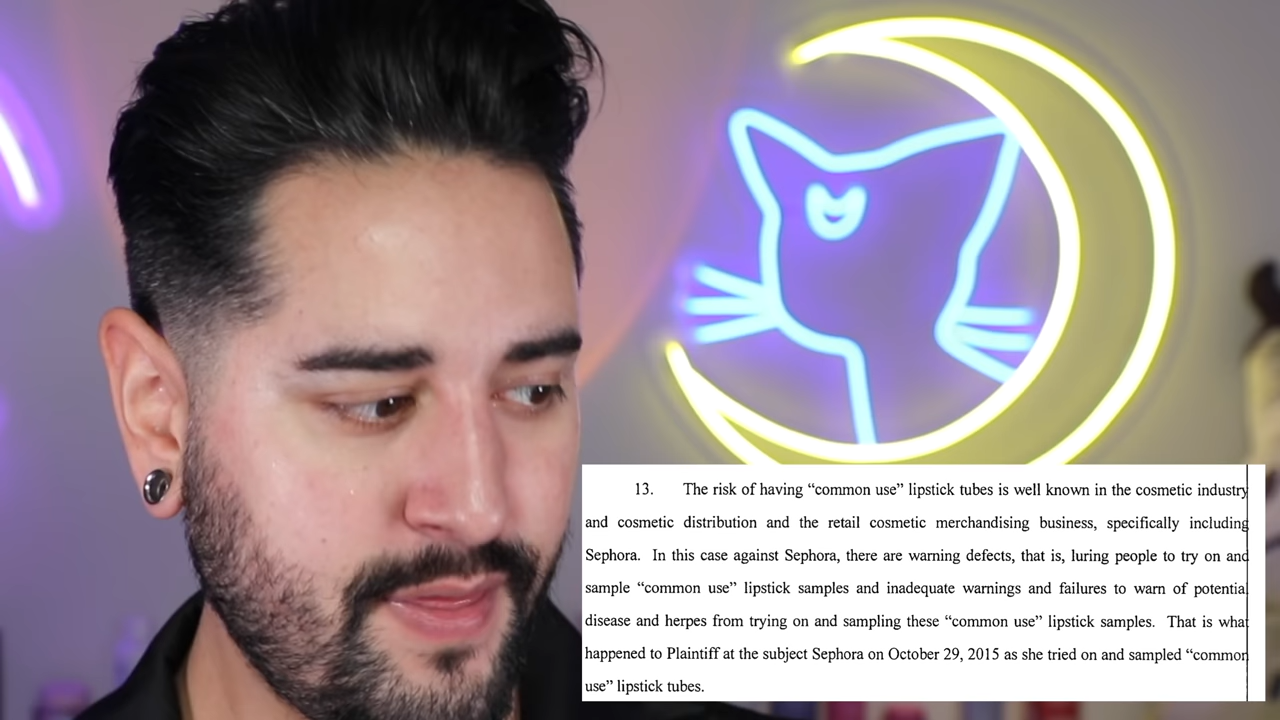 13. The risk of having “common use” lipstick tubes is well known in the cosmetic industry
and cosmetic distribution and the retail cosmetic merchandising business, specifically including
Sephora. In this case against Sephora, there are warning defects, that is, luring people to try on and
sample “common use” lipstick samples and inadequate warnings and failures to warn of potential
disease and herpes from trying on and sampling these “common use” lipstick samples. That is what
happened to Plaintiff at the subject Sephora on October 29, 2015 as she tried on and sampled “common
use” lipstick tubes.